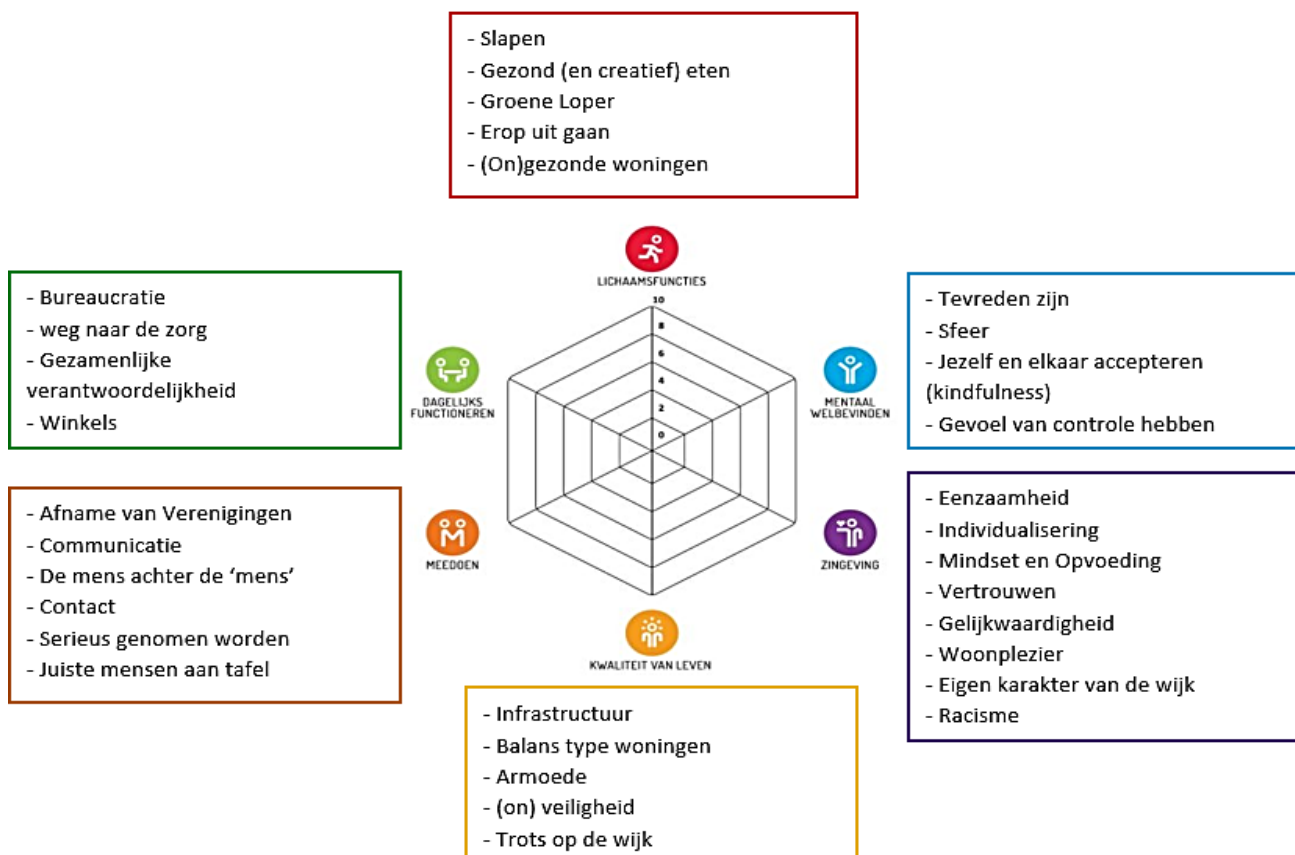 - Slapen
- Gezond (en creatief) eten
- Groene Loper
- Erop uit gaan
- (On)gezonde woningen
LICHAAMSFUNCTIES
10
8
6
4
2
0
- Bureaucratie
- weg naar de zorg
- Gezamenlijke
verantwoordelijkheid
- Winkels
DAGELIJKS
FUNCTIONEREN
MENTAAL
WELBEVINDEN
- Tevreden zijn
- Sfeer
- Jezelf en elkaar accepteren
(kindfulness)
- Gevoel van controle hebben
- Afname van Verenigingen
- Communicatie
- De mens achter de ‘mens’
- Contact
- Serieus genomen worden
- Juiste mensen aan tafel
MEEDOEN
ZINGEVING
- Eenzaamheid
- Individualisering
- Mindset en Opvoeding
- Vertrouwen
- Gelijkwaardigheid
- Woonplezier
- Eigen karakter van de wijk
- Racisme
KWALITEIT VAN LEVEN
- Infrastructuur
- Balans type woningen
- Armoede
- (on) veiligheid
- Trots op de wijk